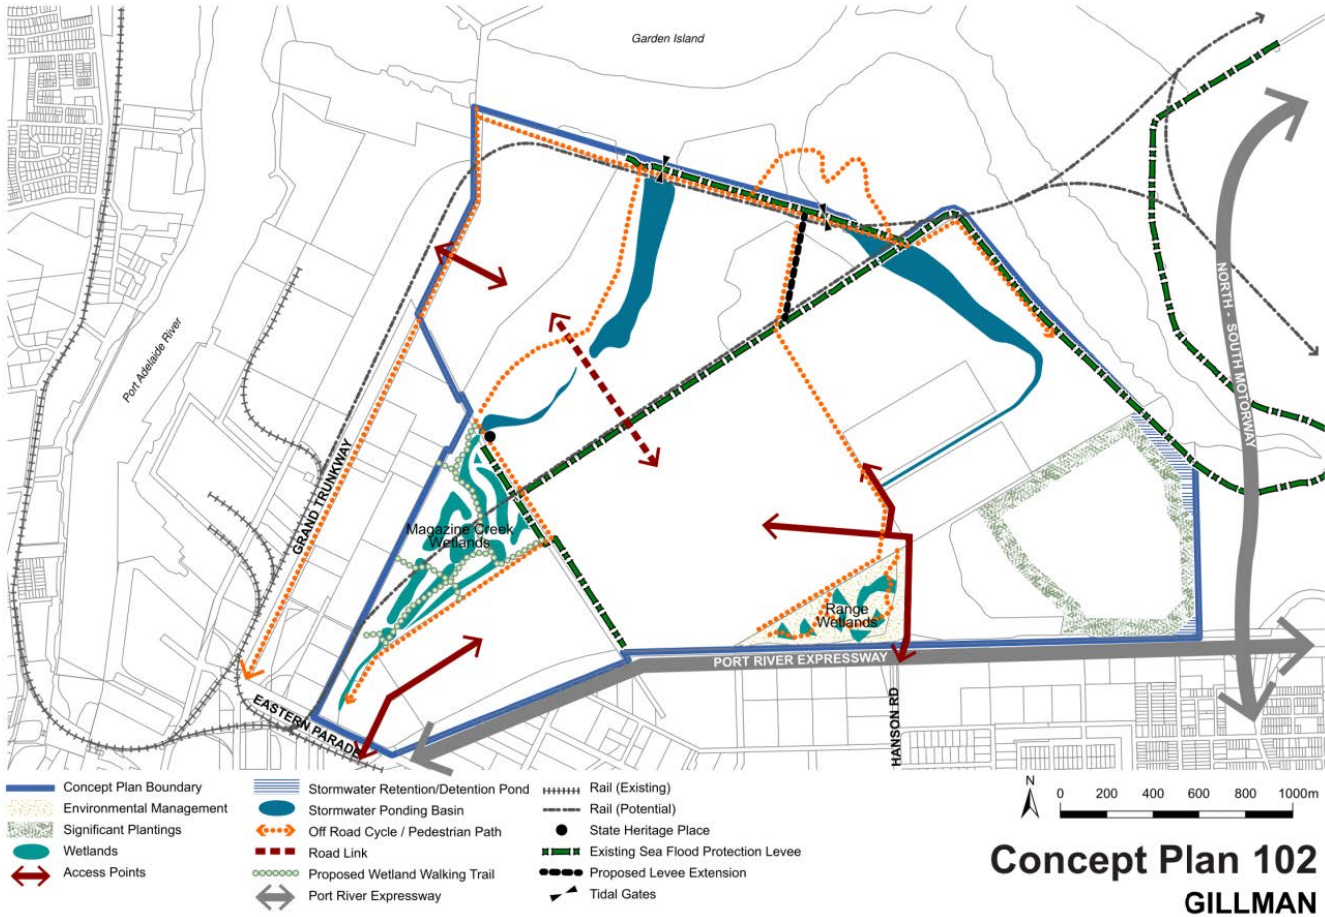 Garden Island
Port Adelaide River
NORTH - SOUTH MOTORWAY
GRAND TRUNKWAY
Magazine Creek
Wetlands
Range
Wetlands
PORT RIVER EXPRESSWAY
EASTERN PARADE
HANSON RD
Concept Plan Boundary
Environmental Management
Significant Plantings
Wetlands
Access Points
Stormwater Retention/Detention Pond
Stormwater Ponding Basin
Off Road Cycle / Pedestrian Path
Road Link
Proposed Wetland Walking Trail
Port River Expressway
Rail (Existing)
Rail (Potential)
State Heritage Place
Existing Sea Flood Protection Levee
Proposed Levee Extension
Tidal Gates
N
0 200 400 600 800 1000m
Concept Plan 102
GILLMAN